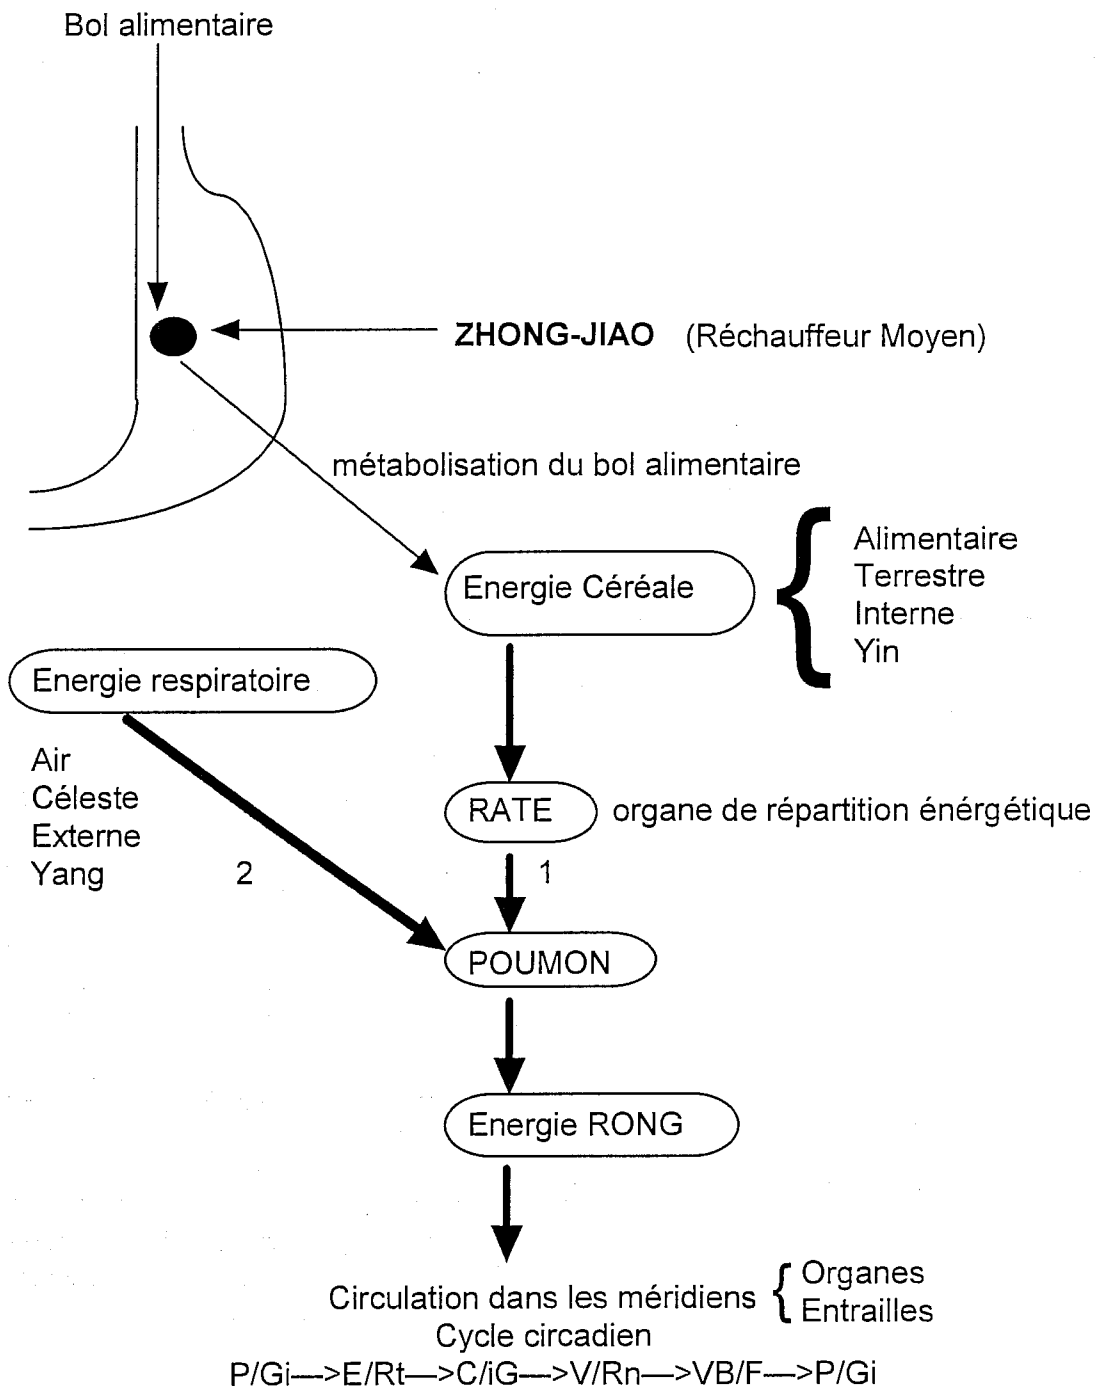 Bol alimentaire
ZHONG-JIAO (Réchauffeur Moyen)
métabolisation du bol alimentaire
Energie Céréale
Alimentaire
Terrestre
Interne
Yin
Energie respiratoire
Air
Céleste
Externe
Yang
2
RATE
organe de répartition énérgétique
1
POUMON
Energie RONG
Circulation dans les méridiens { Organes
Entrailles
Cycle circadien
P/Gi—>E/Rt—>C/iG—>V/Rn—>VB/F—>P/Gi